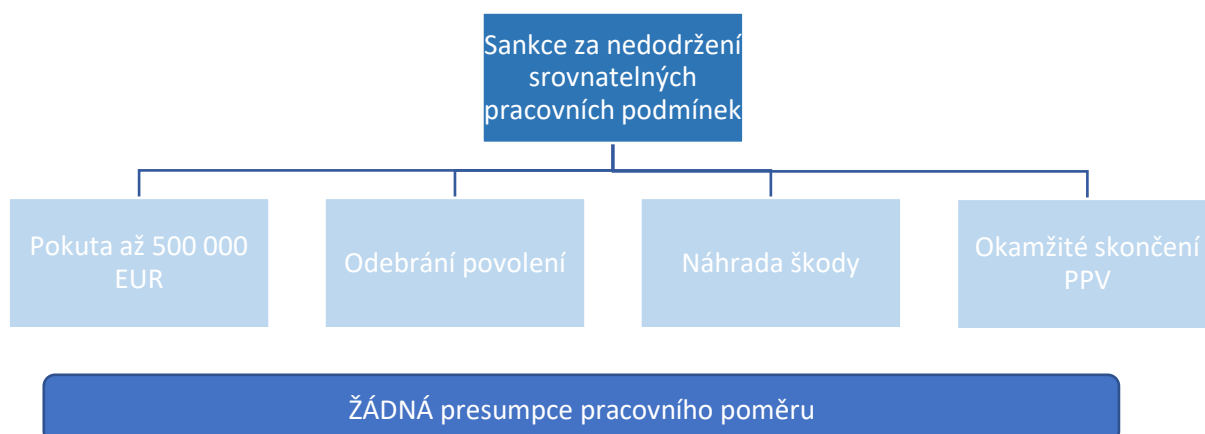 Sankce za nedodržení
srovnatelných
pracovních podmínek
Pokuta až 500 000
EUR
Odebrání povolení
Náhrada škody
Okamžité skončení
PPV
ŽÁDNÁ presumpce pracovního poměru